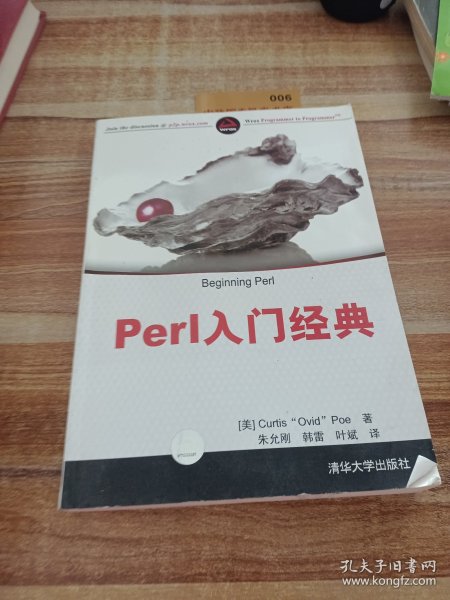 006
Join the discussion @ p2p.wrox.com
Wrox Programmer to Programmer™
Wrox
Beginning Perl
Perl入门经典
[美] Curtis “Ovid” Poe 著
朱允刚 韩雷 叶斌 译
清华大学出版社
孔夫子旧书网
www.kongfz.com